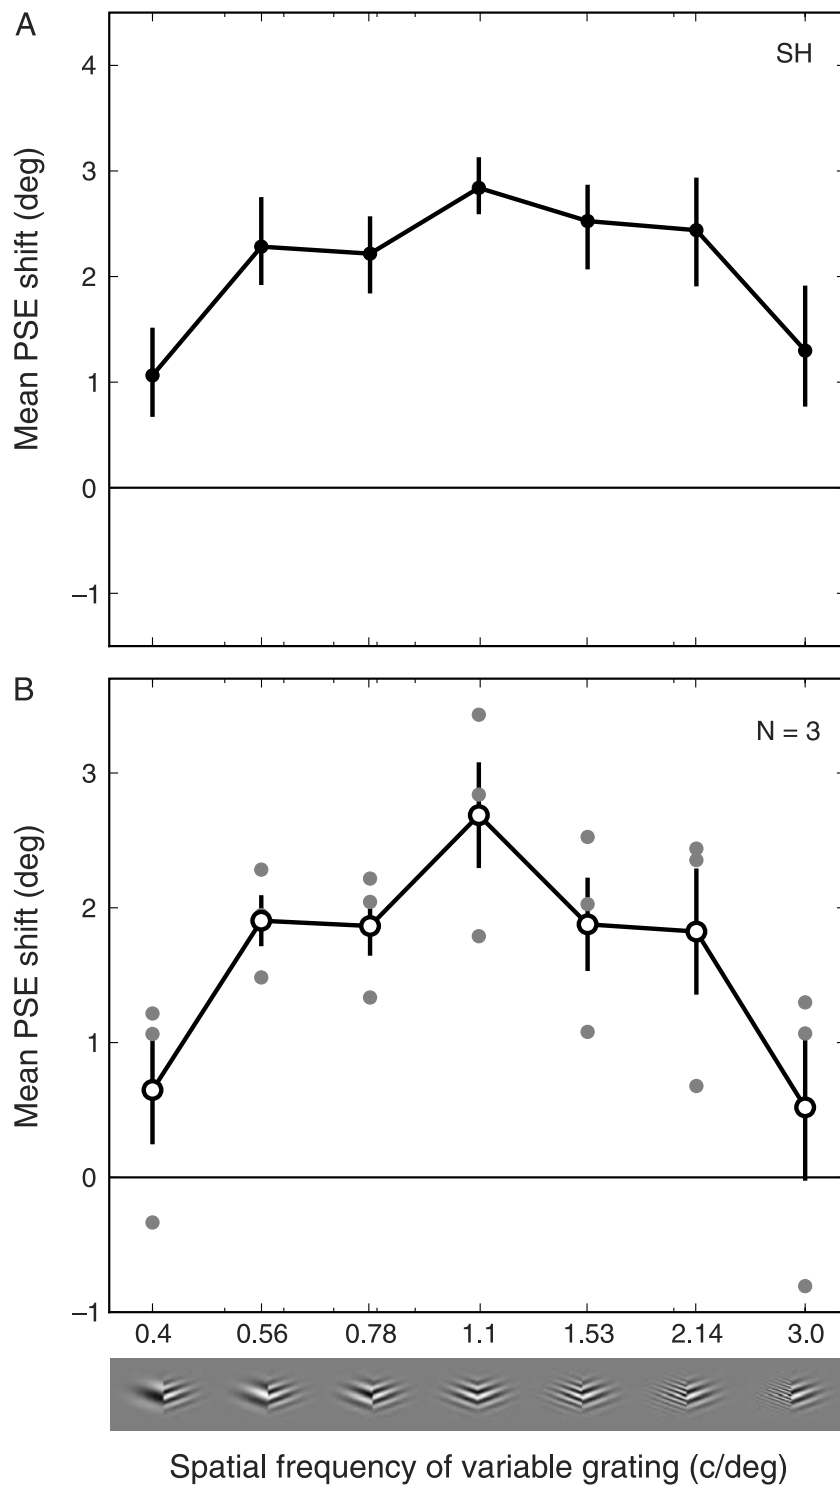 A
SH
4
3
2
1
0
−1
Mean PSE shift (deg)
B
N = 3
3
2
1
0
−1
Mean PSE shift (deg)
0.4 0.56 0.78 1.1 1.53 2.14 3.0
Spatial frequency of variable grating (c/deg)